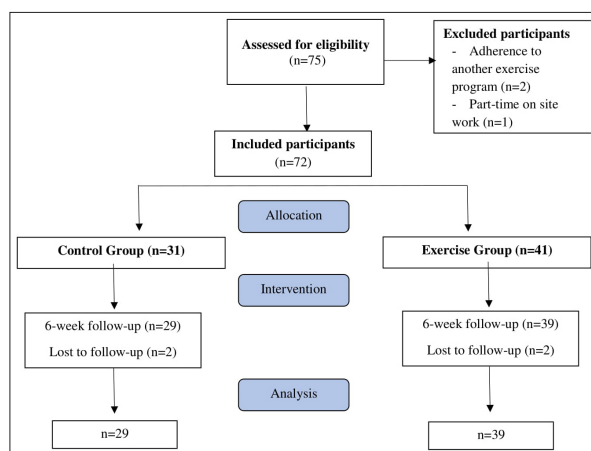 Assessed for eligibility
(n=75)
Excluded participants
- Adherence to
another exercise
program (n=2)
- Part-time on site
work (n=1)
Included participants
(n=72)
Allocation
Control Group (n=31)
Exercise Group (n=41)
Intervention
6-week follow-up (n=29)
Lost to follow-up (n=2)
6-week follow-up (n=39)
Lost to follow-up (n=2)
Analysis
n=29
n=39